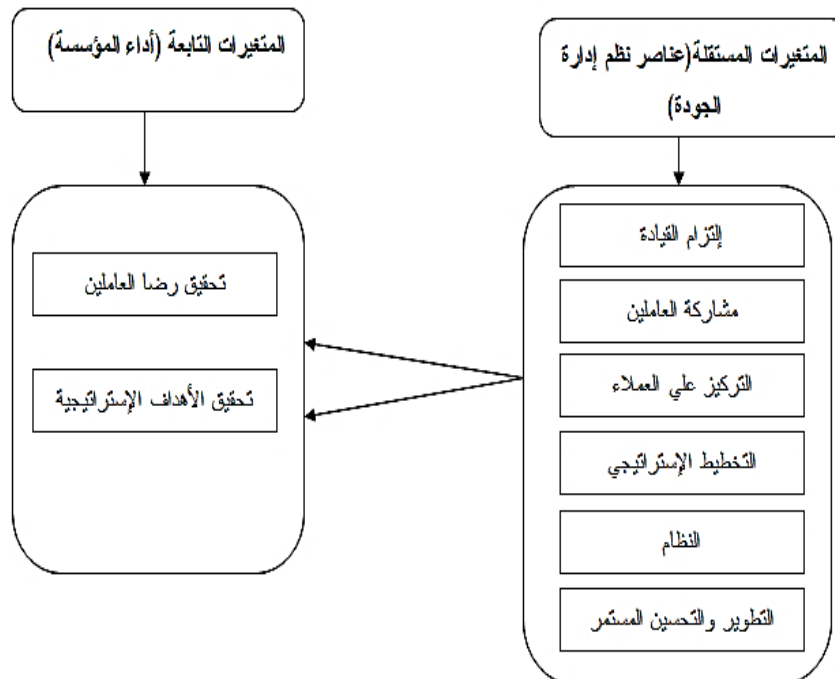 المتغيرات المستقلة(عناصر نظم إدارة
الجودة)
إلتزام القيادة
مشاركة العاملين
التركيز علي العملاء
التخطيط الإستراتيجي
النظام
التطوير والتحسين المستمر
المتغيرات التابعة (أداء المؤسسة)
تحقيق رضا العاملين
تحقيق الأهداف الإستراتيجية